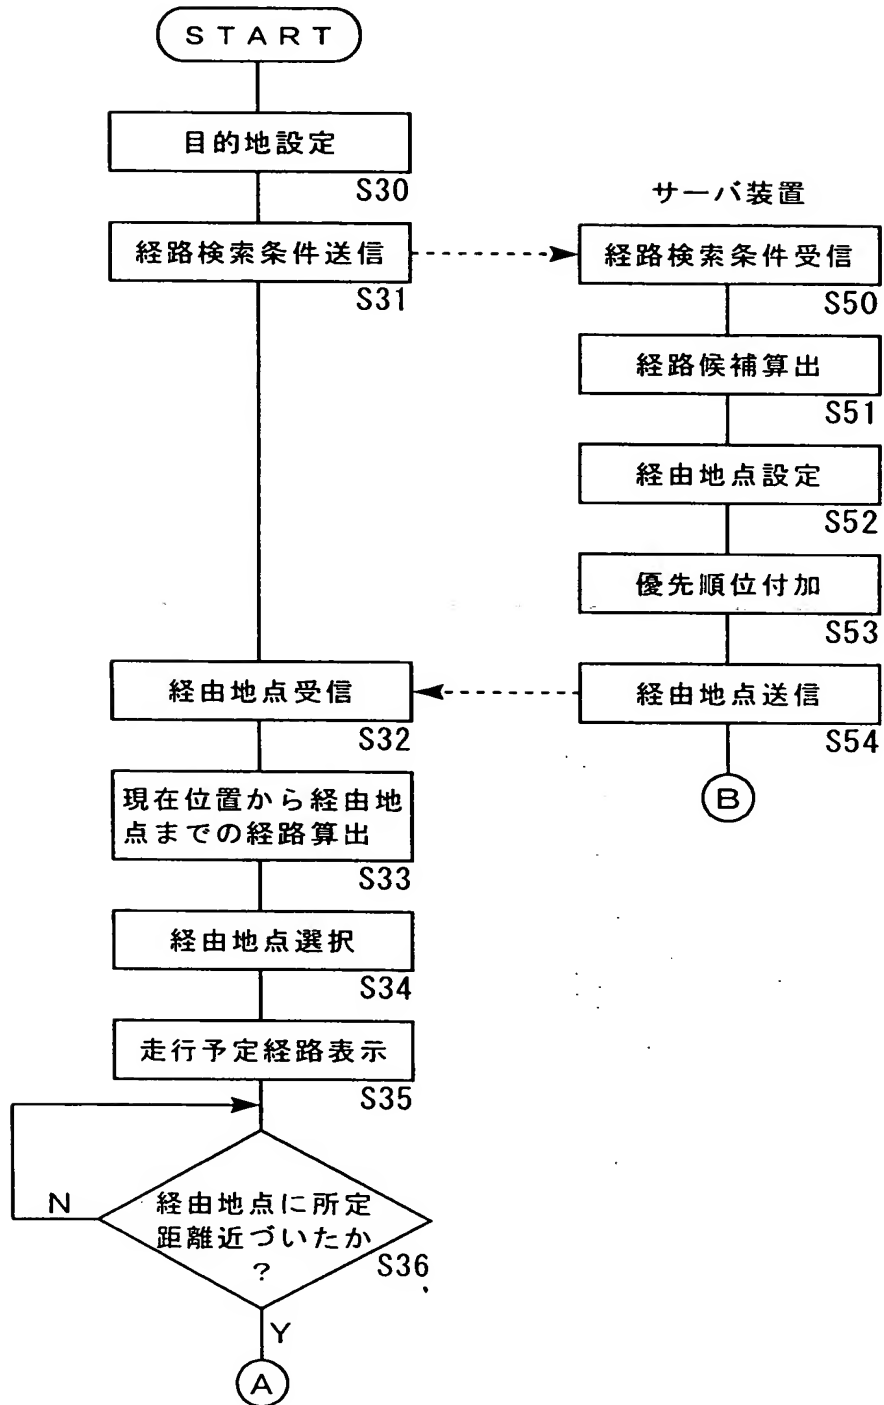 START
目的地設定
S30
経路検索条件送信
S31
サーバ装置
経路検索条件受信
S50
経路候補算出
S51
経由地点設定
S52
優先順位付加
S53
経由地点送信
S54
B
経由地点受信
S32
現在位置から経由地
点までの経路算出
S33
経由地点選択
S34
走行予定経路表示
S35
経由地点に所定
距離近づいたか
?
S36
N
Y
A